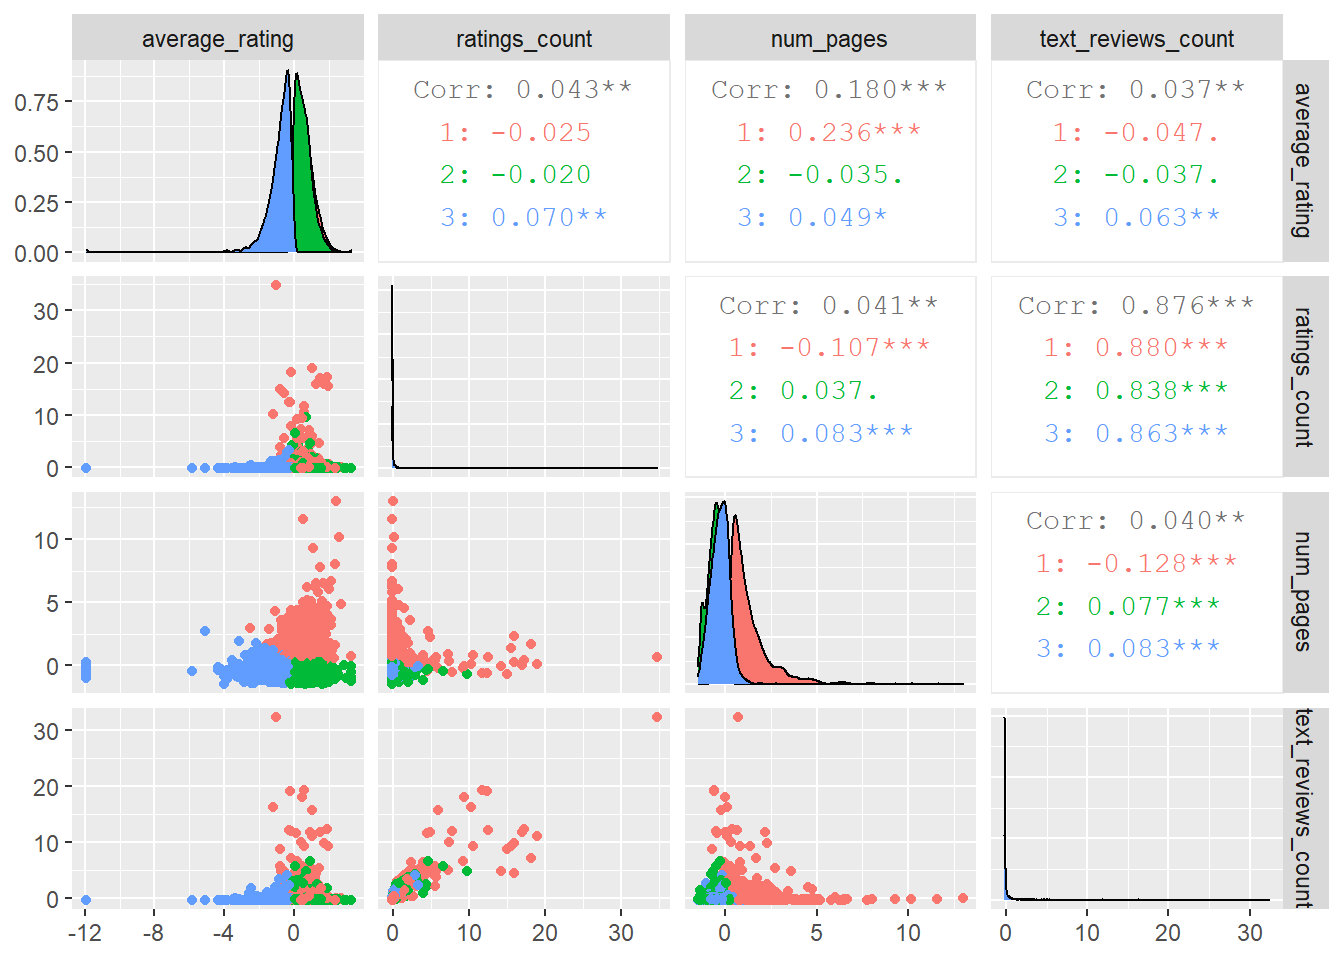 average_rating
ratings_count
num_pages
text_reviews_count
0.75
0.50
0.25
0.00
Corr: 0.043**
1: -0.025
2: -0.020
3: 0.070**
Corr: 0.180***
1: 0.236***
2: -0.035.
3: 0.049*
Corr: 0.037**
1: -0.047.
2: -0.037.
3: 0.063**
average_rating
30
20
10
0
Corr: 0.041**
1: -0.107***
2: 0.037.
3: 0.083***
Corr: 0.876***
1: 0.880***
2: 0.838***
3: 0.863***
ratings_count
10
5
0
Corr: 0.040**
1: -0.128***
2: 0.077***
3: 0.083***
num_pages
30
20
10
0
text_reviews_count
-12 -8 -4 0
0 10 20 30
0 5 10
0 10 20 30